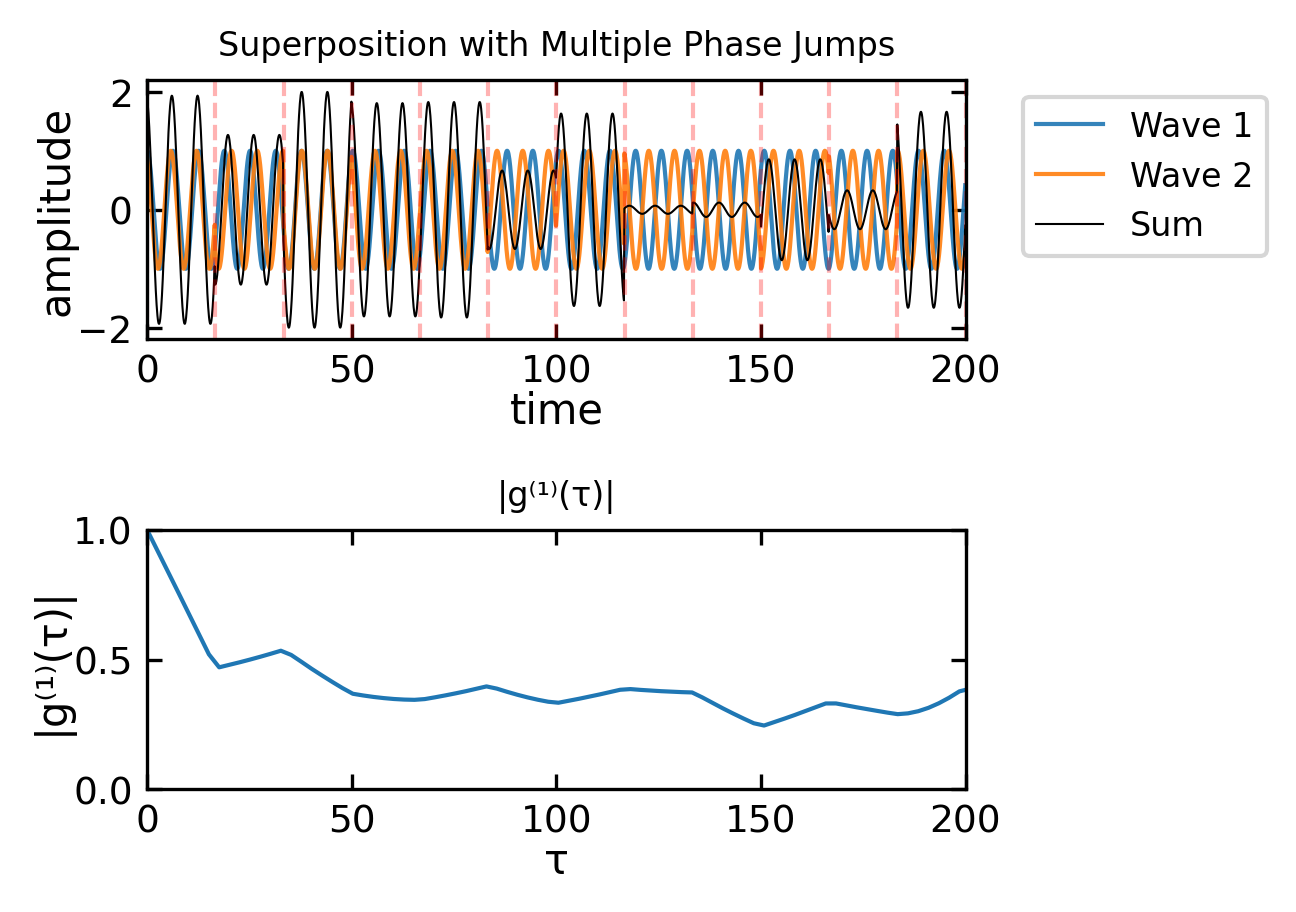 Superposition with Multiple Phase Jumps
amplitude
2
0
−2
0 50 100 150 200
time
Wave 1
Wave 2
Sum
|g⁽¹⁾(τ)|
|g⁽¹⁾(τ)|
1.0
0.5
0.0
0 50 100 150 200
τ